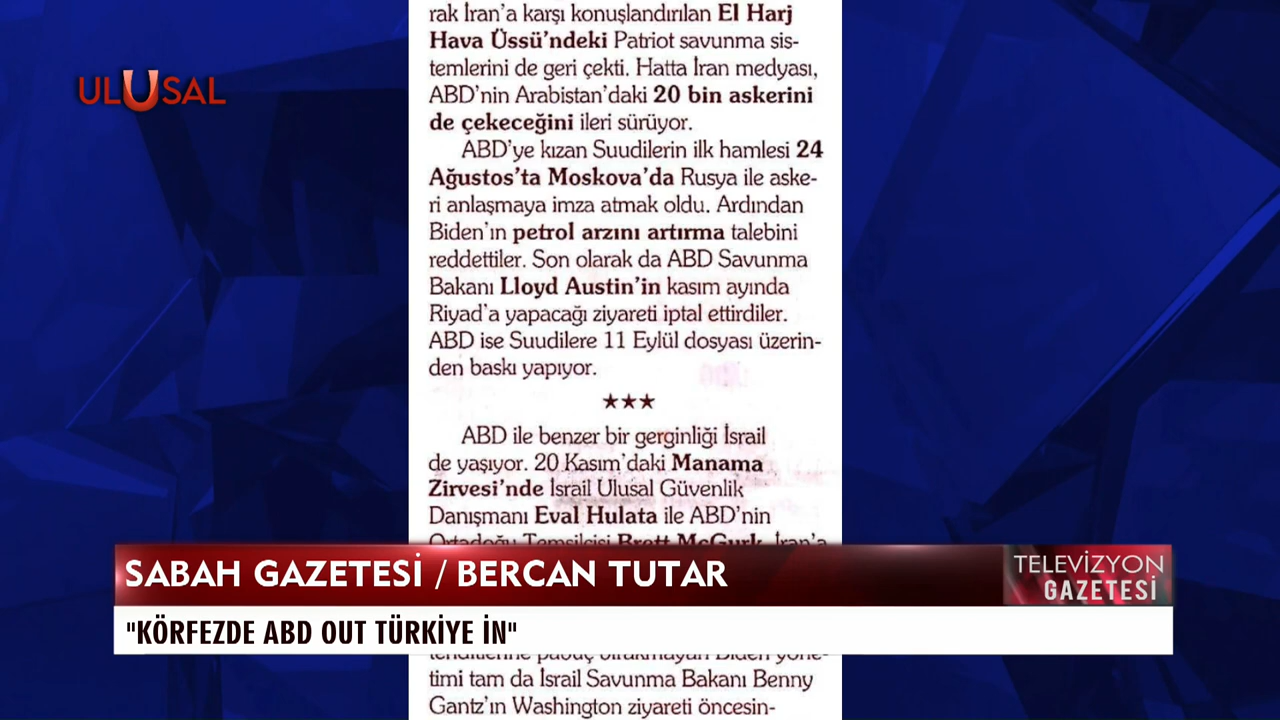 rak İran'a karşı konuşlandırılan El Harj
Hava Üssü'ndeki Patriot savunma sis-
temlerini de geri çekti. Hatta İran medyası,
ABD'nin Arabistan'daki 20 bin askerini
de çekeceğini ileri sürüyor.
ABD'ye kızan Suudilerin ilk hamlesi 24
Ağustos'ta Moskova'da Rusya ile aske-
ri anlaşmaya imza atmak oldu. Ardından
Biden'ın petrol arzını artırma talebini
reddettiler. Son olarak da ABD Savunma
Bakanı Lloyd Austin'in kasım ayında
Riyad'a yapacağı ziyareti iptal ettirdiler.
ABD ise Suudilere 11 Eylül dosyası üzerin-
den baskı yapıyor.
★★★
ABD ile benzer bir gerginliği İsrail
de yaşıyor. 20 Kasım'daki Manama
Zirvesi'nde İsrail Ulusal Güvenlik
Danışmanı Eval Hulata ile ABD'nin
Ortadoğu Temsilcisi Brett McGurk, İran'a
timi tam da İsrail Savunma Bakanı Benny
Gantz'ın Washington ziyareti öncesin-
ULUSAL
SABAH GAZETESİ / BERCAN TUTAR
"KÖRFEZDE ABD OUT TÜRKİYE İN"
TELEVİZYON
GAZETESİ